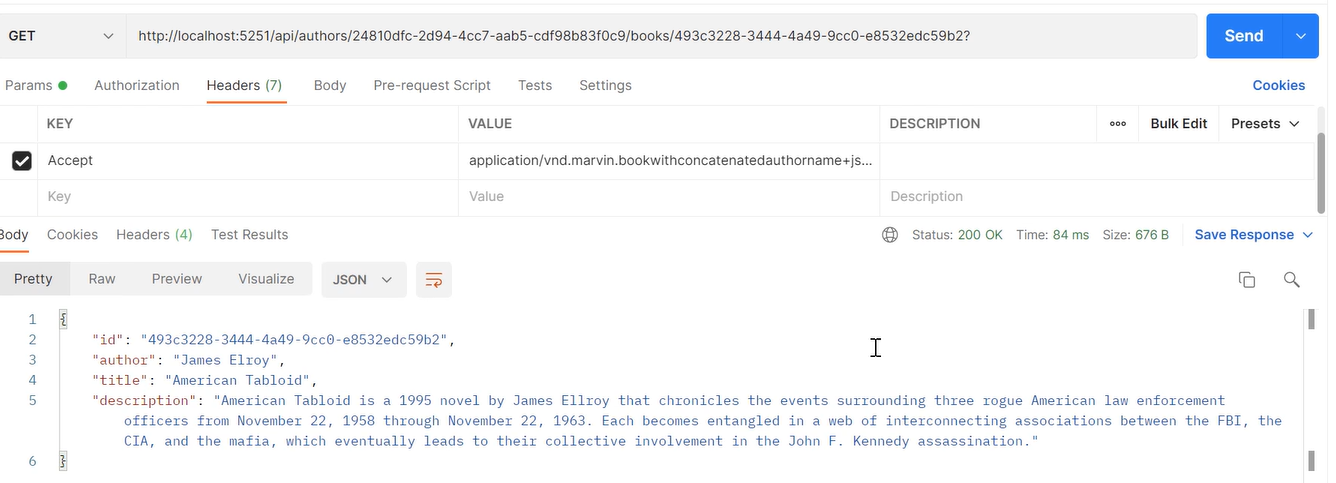 GET http://localhost:5251/api/authors/24810dfc-2d94-4cc7-aab5-cdf98b83f0c9/books/493c3228-3444-4a49-9cc0-e8532edc59b2? Send
Params Authorization Headers (7) Body Pre-request Script Tests Settings Cookies
KEY VALUE DESCRIPTION ooo Bulk Edit Presets
Accept application/vnd.marvin.bookwithconcatenatedauthorname+js...
Key Value Description
Body Cookies Headers (4) Test Results Status: 200 OK Time: 84 ms Size: 676 B Save Response
Pretty Raw Preview Visualize JSON
1 {
2 "id": "493c3228-3444-4a49-9cc0-e8532edc59b2",
3 "author": "James Elroy",
4 "title": "American Tabloid",
5 "description": "American Tabloid is a 1995 novel by James Ellroy that chronicles the events surrounding three rogue American law enforcement
officers from November 22, 1958 through November 22, 1963. Each becomes entangled in a web of interconnecting associations between the FBI, the
CIA, and the mafia, which eventually leads to their collective involvement in the John F. Kennedy assassination."
6 }